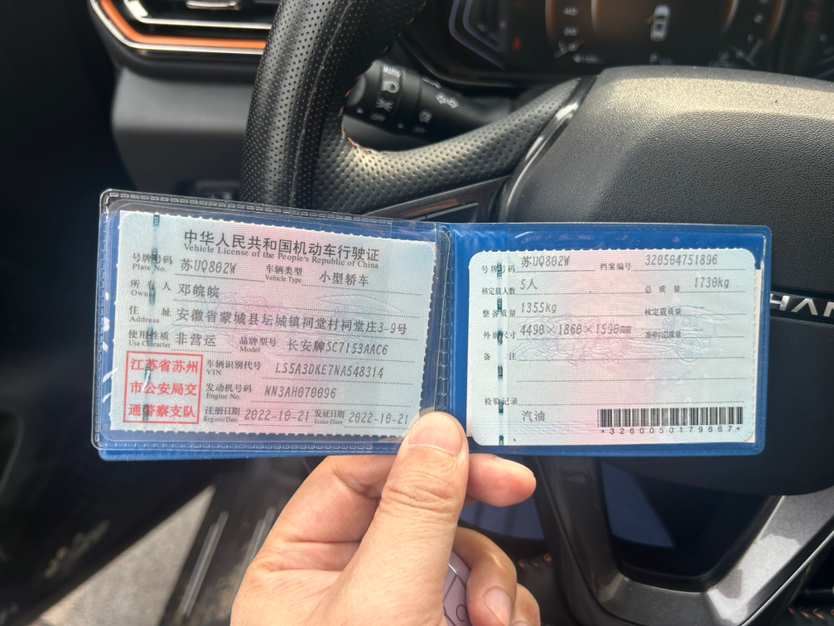 中华人民共和国机动车行驶证
Vehicle License of the People's Republic of China
号牌号码 苏UQ802W 车辆类型 小型轿车
Plate No. Vehicle Type
所有人 邓皖皖
Owner
住址 安徽省蒙城县坛城镇祠堂村祠堂庄3-9号
Address
使用性质 非营运 品牌型号 长安牌SC7153AAC6
Use Character Model
江苏省苏州
市公安局交
通警察支队
车辆识别代号 LS5A3DKE7NA548314
VIN
发动机号码 NN3AH070096
Engine No.
注册日期 2022-10-21 发证日期 2022-10-21
Register Date Issue Date
号牌号码 苏UQ802W 档案编号 320504751896
核定载人数 5人 总质量 1730kg
整备质量 1355kg 核定载质量
外廓尺寸 4490×1860×1590mm 准牵引总质量
备注
检验记录
汽油
*3260050179667*
HAN
AUTO